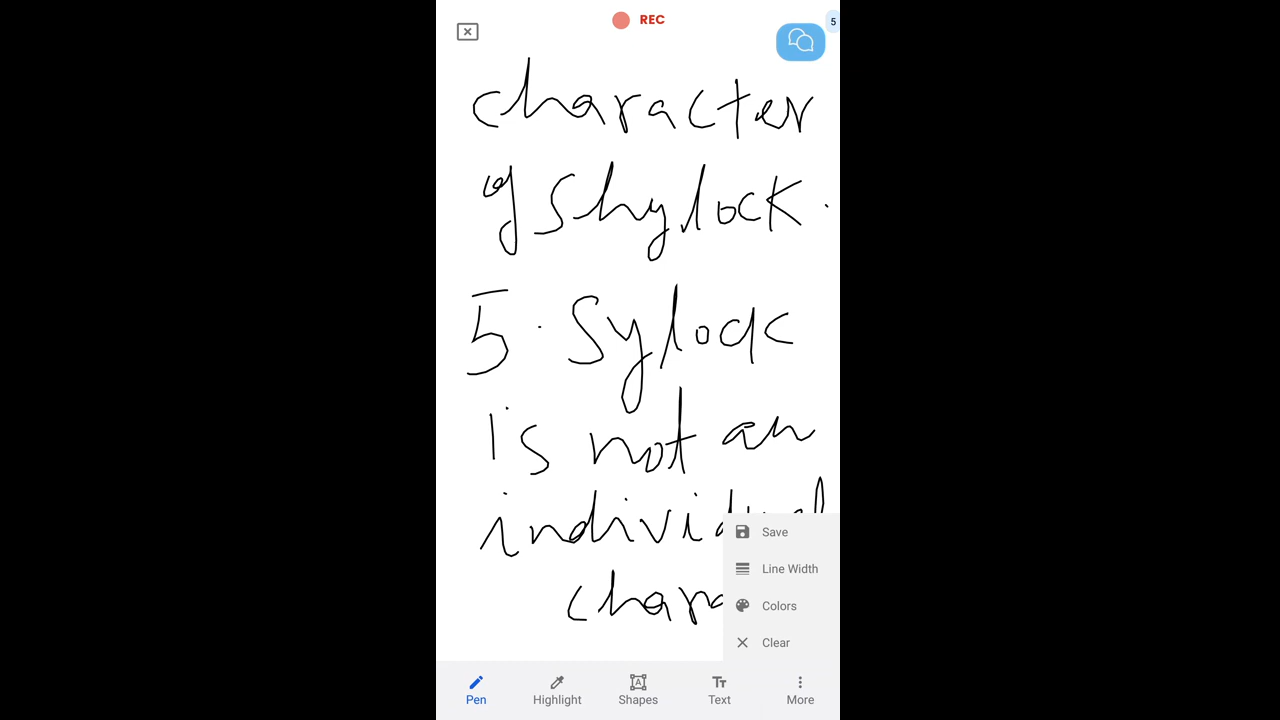 REC
5
character
of Shylock.
5. Sylock
is not an
individual
chara
Save
Line Width
Colors
Clear
Pen
Highlight
Shapes
Text
More